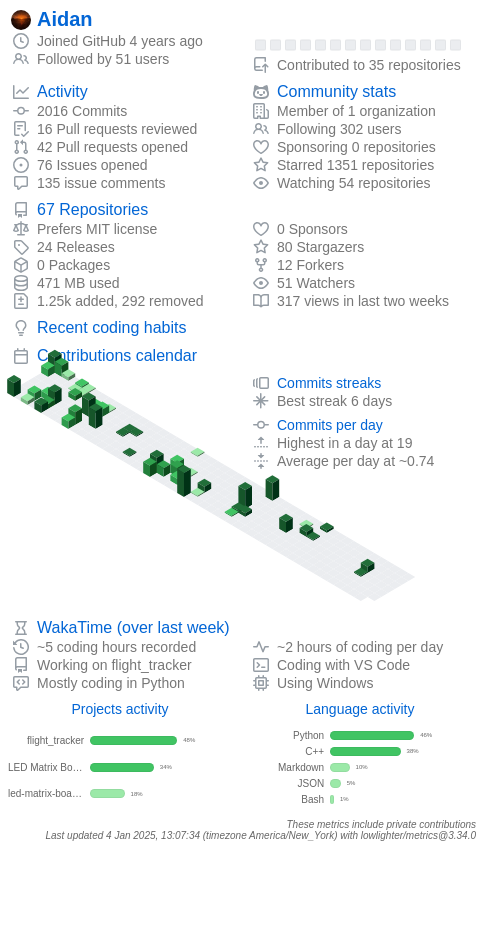 Aidan
Joined GitHub 4 years ago
Followed by 51 users
Contributed to 35 repositories
Activity
2016 Commits
16 Pull requests reviewed
42 Pull requests opened
76 Issues opened
135 issue comments
Community stats
Member of 1 organization
Following 302 users
Sponsoring 0 repositories
Starred 1351 repositories
Watching 54 repositories
67 Repositories
Prefers MIT license
24 Releases
0 Packages
471 MB used
1.25k added, 292 removed
0 Sponsors
80 Stargazers
12 Forkers
51 Watchers
317 views in last two weeks
Recent coding habits
Contributions calendar
Commits streaks
Best streak 6 days
Commits per day
Highest in a day at 19
Average per day at ~0.74
WakaTime (over last week)
~5 coding hours recorded
Working on flight_tracker
Mostly coding in Python
~2 hours of coding per day
Coding with VS Code
Using Windows
Projects activity
flight_tracker 48%
LED Matrix Bo... 34%
led-matrix-boa... 18%
Language activity
Python 46%
C++ 38%
Markdown 10%
JSON 5%
Bash 1%
These metrics include private contributions
Last updated 4 Jan 2025, 13:07:34 (timezone America/New_York) with lowlighter/metrics@3.34.0